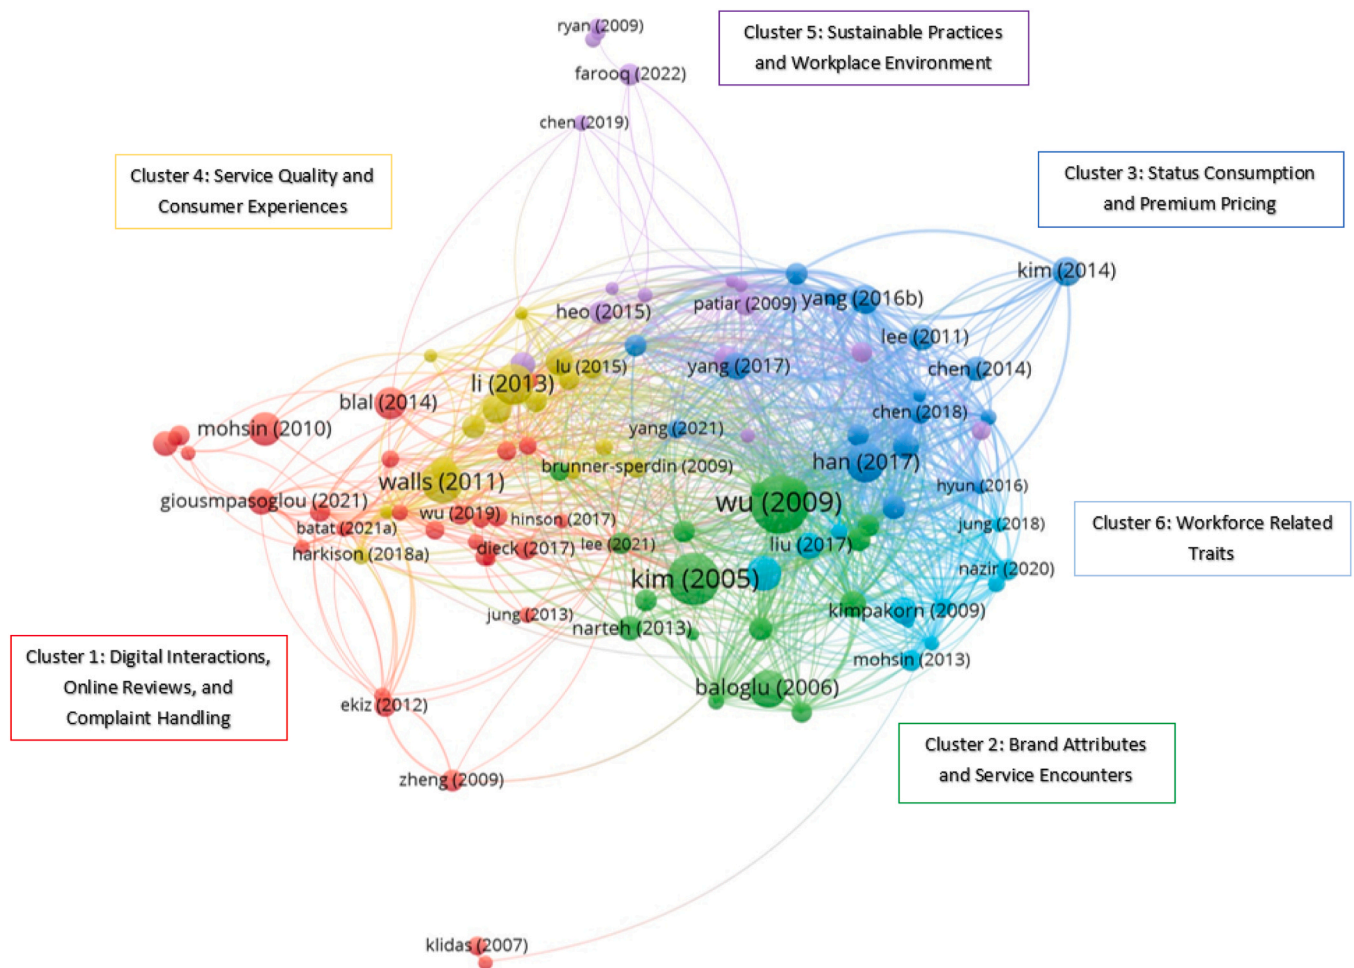 ryan (2009)
Cluster 5: Sustainable Practices
and Workplace Environment
farooq (2022)
chen (2019)
Cluster 4: Service Quality and
Consumer Experiences
Cluster 3: Status Consumption
and Premium Pricing
kim (2014)
heo (2015)
patiar (2009)
yang (2016b)
lee (2011)
lu (2015)
yang (2017)
chen (2014)
li (2013)
blal (2014)
chen (2018)
mohsin (2010)
yang (2021)
brunner-sperdin (2009)
han (2017)
walls (2011)
hyun (2016)
giousmpasoglou (2021)
wu (2009)
wu (2019)
hinson (2017)
jung (2018)
Cluster 6: Workforce Related
Traits
batat (2021a)
harkison (2018a)
dieck (2017)
lee (2021)
liu (2017)
nazir (2020)
kim (2005)
jung (2013)
narteh (2013)
kimpakorn (2009)
mohsin (2013)
Cluster 1: Digital Interactions,
Online Reviews, and
Complaint Handling
baloglu (2006)
ekiz (2012)
Cluster 2: Brand Attributes
and Service Encounters
zheng (2009)
klidas (2007)